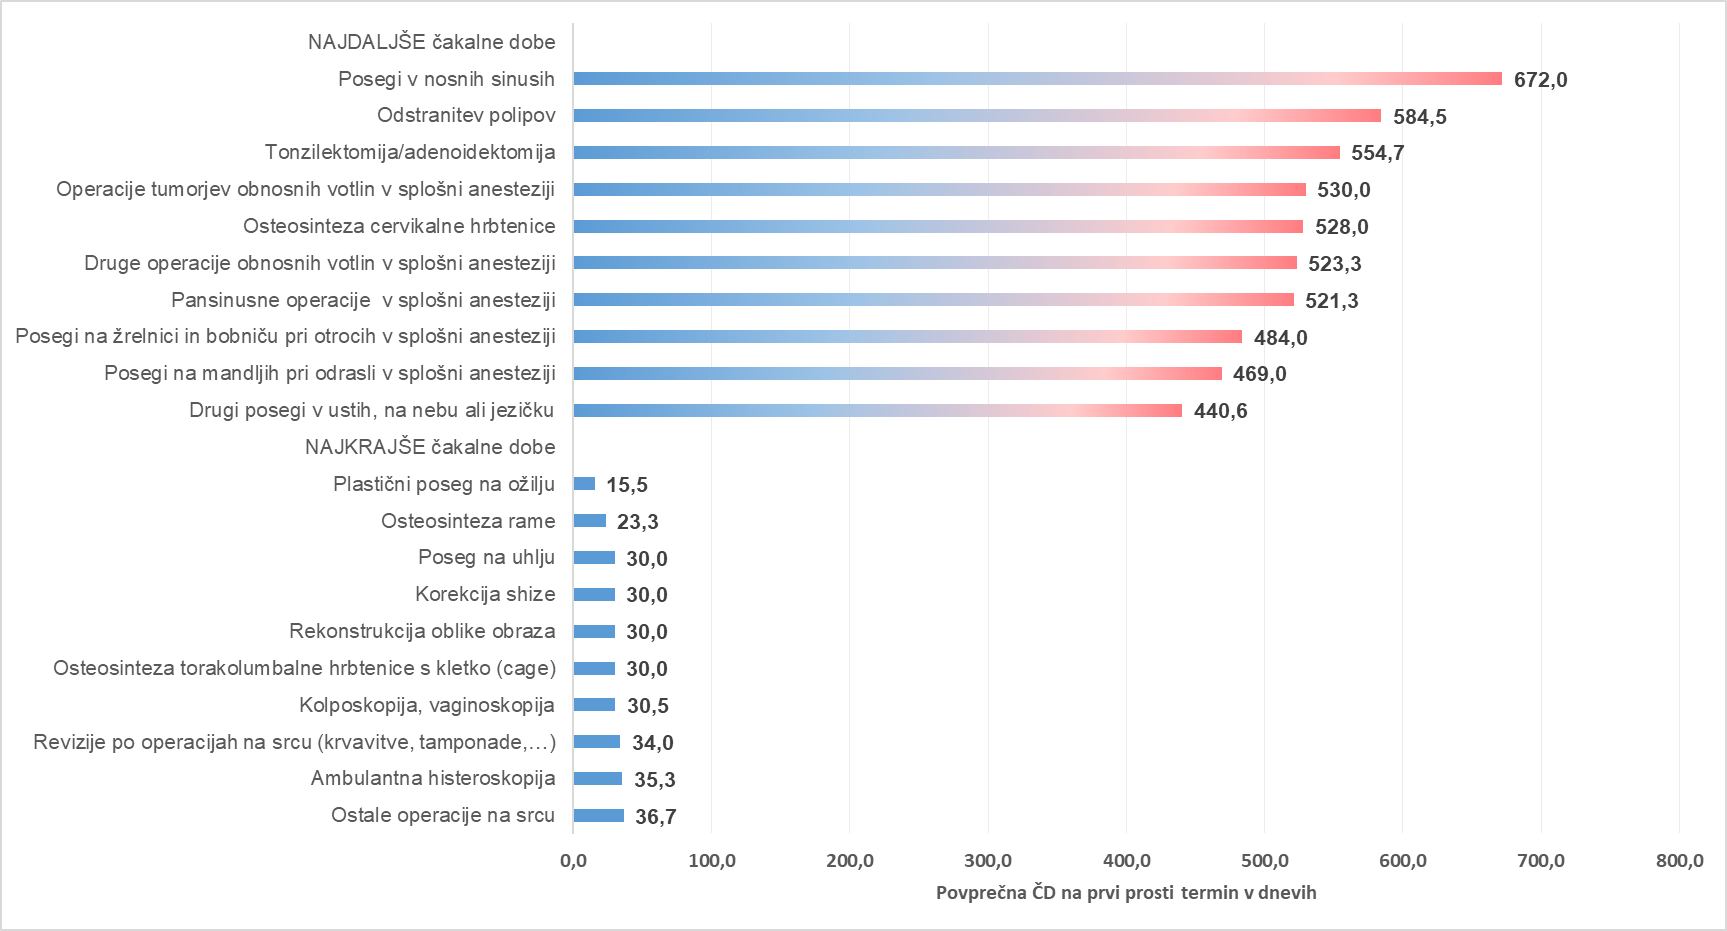 NAJDALJŠE čakalne dobe
Posegi v nosnih sinusih 672,0
Odstranitev polipov 584,5
Tonzilektomija/adenoidektomija 554,7
Operacije tumorjev obnosnih votlin v splošni anesteziji 530,0
Osteosinteza cervikalne hrbtenice 528,0
Druge operacije obnosnih votlin v splošni anesteziji 523,3
Pansinusne operacije  v splošni anesteziji 521,3
Posegi na žrelnici in bobniču pri otrocih v splošni anesteziji 484,0
Posegi na mandljih pri odrasli v splošni anesteziji 469,0
Drugi posegi v ustih, na nebu ali jezičku 440,6
NAJKRAJŠE čakalne dobe
Plastični poseg na ožilju 15,5
Osteosinteza rame 23,3
Poseg na uhlju 30,0
Korekcija shize 30,0
Rekonstrukcija oblike obraza 30,0
Osteosinteza torakolumbalne hrbtenice s kletko (cage) 30,0
Kolposkopija, vaginoskopija 30,5
Revizije po operacijah na srcu (krvavitve, tamponade,…) 34,0
Ambulantna histeroskopija 35,3
Ostale operacije na srcu 36,7
0,0 100,0 200,0 300,0 400,0 500,0 600,0 700,0 800,0
Povprečna ČD na prvi prosti termin v dnevih